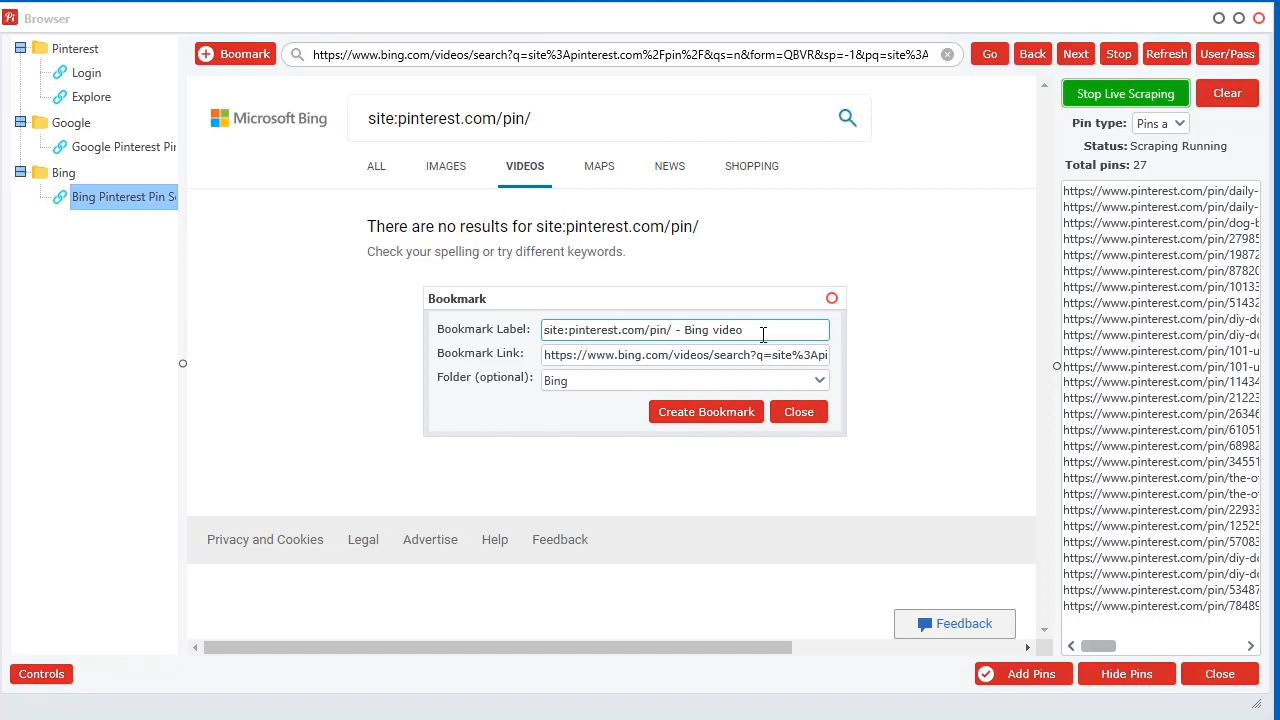 Browser
Pinterest
Login
Explore
Google
Google Pinterest Pin
Bing
Bing Pinterest Pin S
Boomark
https://www.bing.com/videos/search?q=site%3Apinterest.com%2Fpin%2F&qs=n&form=QBVR&sp=-1&pq=site%3A
Go
Back
Next
Stop
Refresh
User/Pass
Microsoft Bing
site:pinterest.com/pin/
ALL
IMAGES
VIDEOS
MAPS
NEWS
SHOPPING
There are no results for site:pinterest.com/pin/
Check your spelling or try different keywords.
Bookmark
Bookmark Label:
site:pinterest.com/pin/ - Bing video
Bookmark Link:
https://www.bing.com/videos/search?q=site%3Api
Folder (optional):
Bing
Create Bookmark
Close
Privacy and Cookies
Legal
Advertise
Help
Feedback
Feedback
Stop Live Scraping
Clear
Pin type:
Pins a
Status: Scraping Running
Total pins: 27
https://www.pinterest.com/pin/daily-
https://www.pinterest.com/pin/daily-
https://www.pinterest.com/pin/dog-b
https://www.pinterest.com/pin/27985
https://www.pinterest.com/pin/19872
https://www.pinterest.com/pin/87820
https://www.pinterest.com/pin/10133
https://www.pinterest.com/pin/51432
https://www.pinterest.com/pin/diy-do
https://www.pinterest.com/pin/diy-do
https://www.pinterest.com/pin/101-u
https://www.pinterest.com/pin/101-u
https://www.pinterest.com/pin/11434
https://www.pinterest.com/pin/21223
https://www.pinterest.com/pin/26346
https://www.pinterest.com/pin/61051
https://www.pinterest.com/pin/68982
https://www.pinterest.com/pin/34551
https://www.pinterest.com/pin/the-o
https://www.pinterest.com/pin/the-o
https://www.pinterest.com/pin/22933
https://www.pinterest.com/pin/12525
https://www.pinterest.com/pin/57083
https://www.pinterest.com/pin/diy-do
https://www.pinterest.com/pin/diy-do
https://www.pinterest.com/pin/53487
https://www.pinterest.com/pin/78489
Controls
Add Pins
Hide Pins
Close